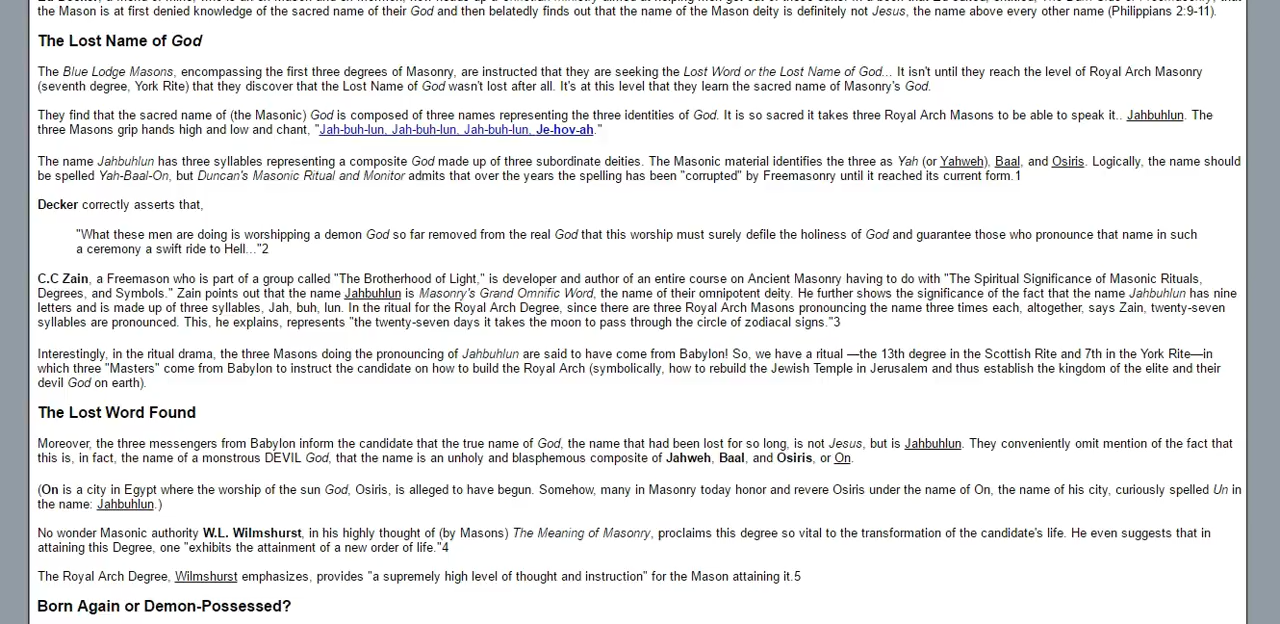 the Mason is at first denied knowledge of the sacred name of their God and then belatedly finds out that the name of the Mason deity is definitely not Jesus, the name above every other name (Philippians 2:9-11).
The Lost Name of God
The Blue Lodge Masons, encompassing the first three degrees of Masonry, are instructed that they are seeking the Lost Word or the Lost Name of God... It isn't until they reach the level of Royal Arch Masonry
(seventh degree, York Rite) that they discover that the Lost Name of God wasn't lost after all. It's at this level that they learn the sacred name of Masonry's God.
They find that the sacred name of (the Masonic) God is composed of three names representing the three identities of God. It is so sacred it takes three Royal Arch Masons to be able to speak it.. Jahbuhlun. The
three Masons grip hands high and low and chant, "Jah-buh-lun, Jah-buh-lun, Jah-buh-lun, Je-hov-ah."
The name Jahbuhlun has three syllables representing a composite God made up of three subordinate deities. The Masonic material identifies the three as Yah (or Yahweh), Baal, and Osiris. Logically, the name should
be spelled Yah-Baal-On, but Duncan's Masonic Ritual and Monitor admits that over the years the spelling has been "corrupted" by Freemasonry until it reached its current form.1
Decker correctly asserts that,
"What these men are doing is worshipping a demon God so far removed from the real God that this worship must surely defile the holiness of God and guarantee those who pronounce that name in such
a ceremony a swift ride to Hell..."2
C.C Zain, a Freemason who is part of a group called "The Brotherhood of Light," is developer and author of an entire course on Ancient Masonry having to do with "The Spiritual Significance of Masonic Rituals,
Degrees, and Symbols." Zain points out that the name Jahbuhlun is Masonry's Grand Omnific Word, the name of their omnipotent deity. He further shows the significance of the fact that the name Jahbuhlun has nine
letters and is made up of three syllables, Jah, buh, lun. In the ritual for the Royal Arch Degree, since there are three Royal Arch Masons pronouncing the name three times each, altogether, says Zain, twenty-seven
syllables are pronounced. This, he explains, represents "the twenty-seven days it takes the moon to pass through the circle of zodiacal signs."3
Interestingly, in the ritual drama, the three Masons doing the pronouncing of Jahbuhlun are said to have come from Babylon! So, we have a ritual —the 13th degree in the Scottish Rite and 7th in the York Rite—in
which three "Masters" come from Babylon to instruct the candidate on how to build the Royal Arch (symbolically, how to rebuild the Jewish Temple in Jerusalem and thus establish the kingdom of the elite and their
devil God on earth).
The Lost Word Found
Moreover, the three messengers from Babylon inform the candidate that the true name of God, the name that had been lost for so long, is not Jesus, but is Jahbuhlun. They conveniently omit mention of the fact that
this is, in fact, the name of a monstrous DEVIL God, that the name is an unholy and blasphemous composite of Jahweh, Baal, and Osiris, or On.
(On is a city in Egypt where the worship of the sun God, Osiris, is alleged to have begun. Somehow, many in Masonry today honor and revere Osiris under the name of On, the name of his city, curiously spelled Un in
the name: Jahbuhlun.)
No wonder Masonic authority W.L. Wilmshurst, in his highly thought of (by Masons) The Meaning of Masonry, proclaims this degree so vital to the transformation of the candidate's life. He even suggests that in
attaining this Degree, one "exhibits the attainment of a new order of life."4
The Royal Arch Degree, Wilmshurst emphasizes, provides "a supremely high level of thought and instruction" for the Mason attaining it.5
Born Again or Demon-Possessed?